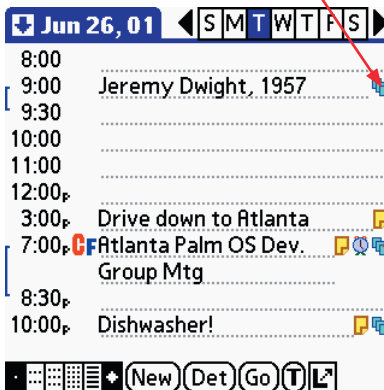 Jun 26, 01 S M T W T F S
8:00
9:00 Jeremy Dwight, 1957
9:30
10:00
11:00
12:00P
3:00P Drive down to Atlanta
7:00P CF Atlanta Palm OS Dev.
Group Mtg
8:30P
10:00P Dishwasher!
New Det Go T